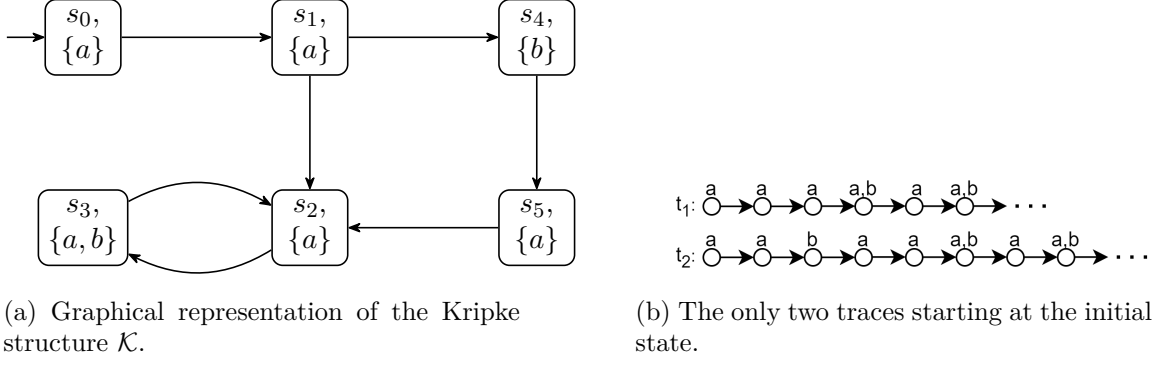 s₀,
{a}
s₁,
{a}
s₄,
{b}
s₃,
{a, b}
s₂,
{a}
s₅,
{a}
a a a a,b a a,b
t₁: · · ·
a a b a a a,b a a,b
t₂: · · ·
(a) Graphical representation of the Kripke
structure 𝒦.
(b) The only two traces starting at the initial
state.